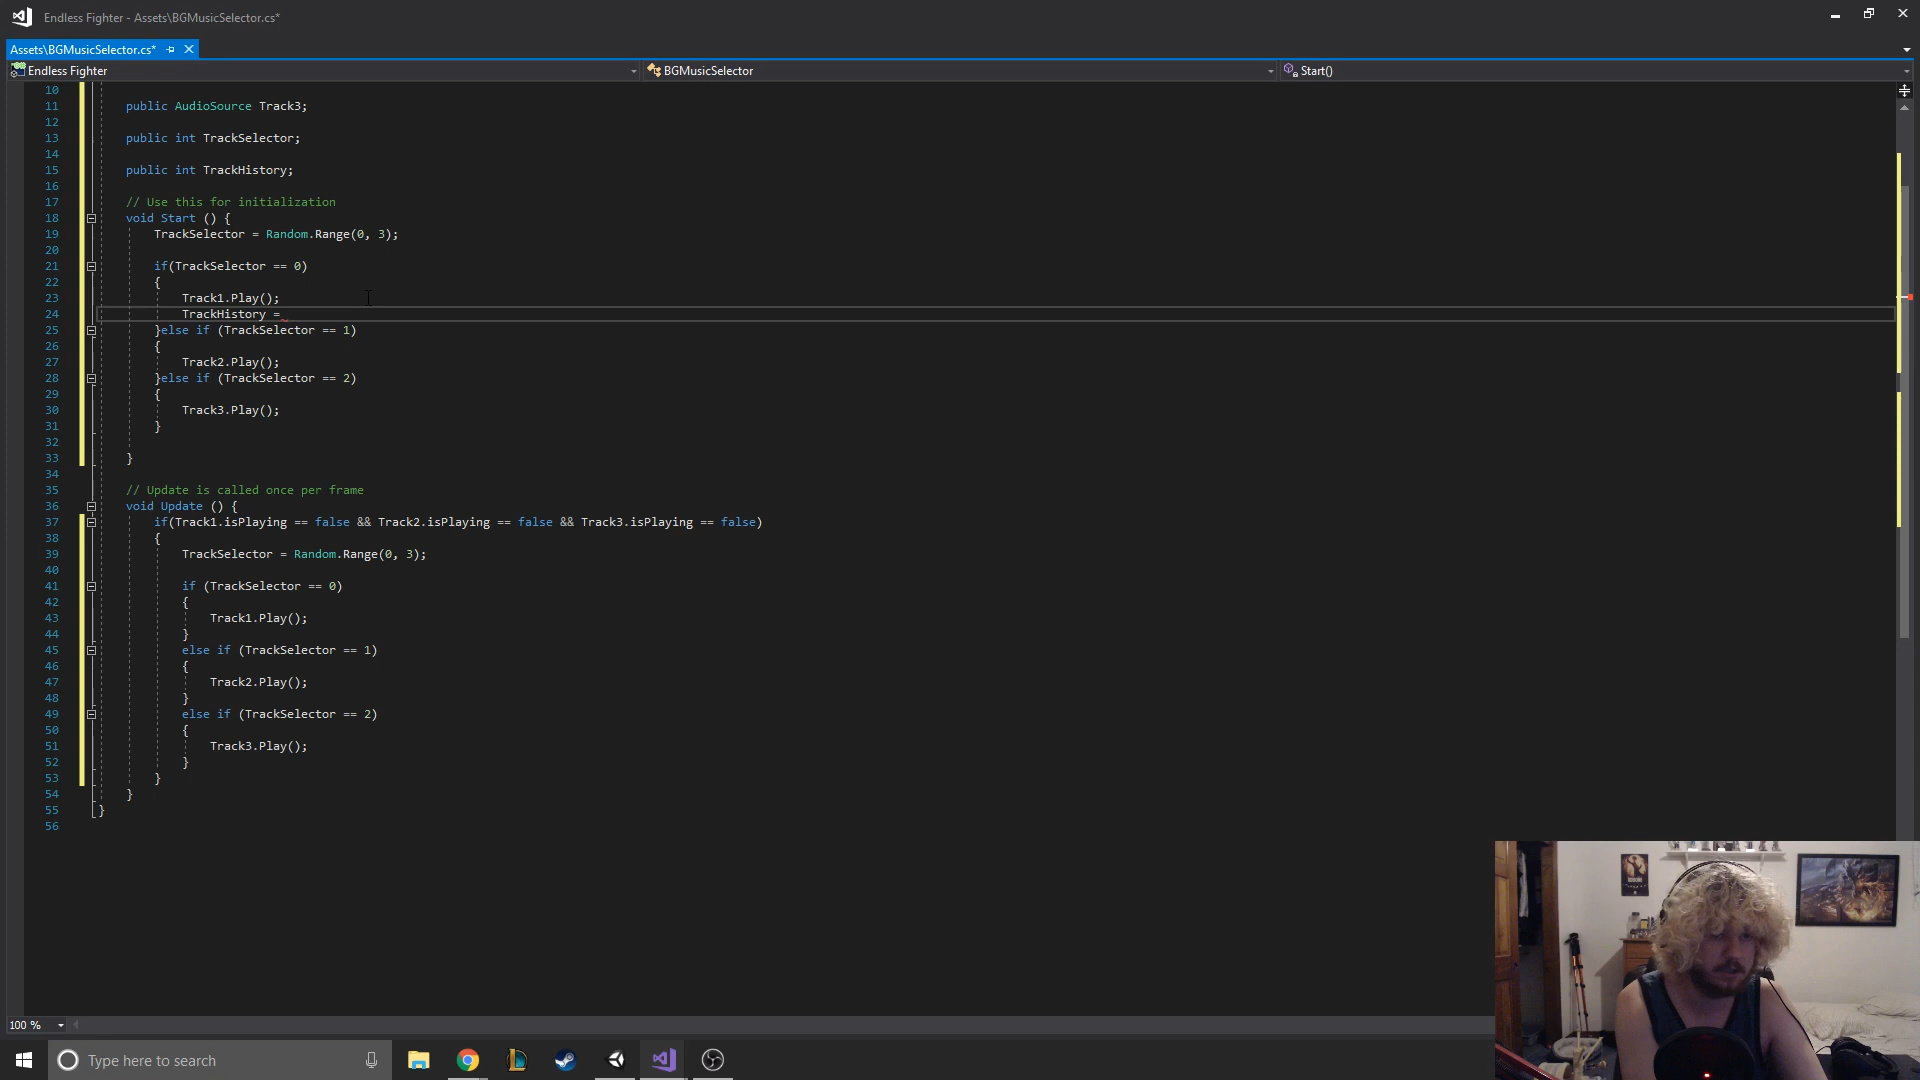 Endless Fighter - Assets\BGMusicSelector.cs*
Assets\BGMusicSelector.cs*
Endless Fighter
BGMusicSelector
Start()
10
11 public AudioSource Track3;
12
13 public int TrackSelector;
14
15 public int TrackHistory;
16
17 // Use this for initialization
18 void Start () {
19 TrackSelector = Random.Range(0, 3);
20
21 if(TrackSelector == 0)
22 {
23 Track1.Play();
24 TrackHistory =
25 }else if (TrackSelector == 1)
26 {
27 Track2.Play();
28 }else if (TrackSelector == 2)
29 {
30 Track3.Play();
31 }
32
33 }
34
35 // Update is called once per frame
36 void Update () {
37 if(Track1.isPlaying == false && Track2.isPlaying == false && Track3.isPlaying == false)
38 {
39 TrackSelector = Random.Range(0, 3);
40
41 if (TrackSelector == 0)
42 {
43 Track1.Play();
44 }
45 else if (TrackSelector == 1)
46 {
47 Track2.Play();
48 }
49 else if (TrackSelector == 2)
50 {
51 Track3.Play();
52 }
53 }
54 }
55 }
56
100 %
Type here to search